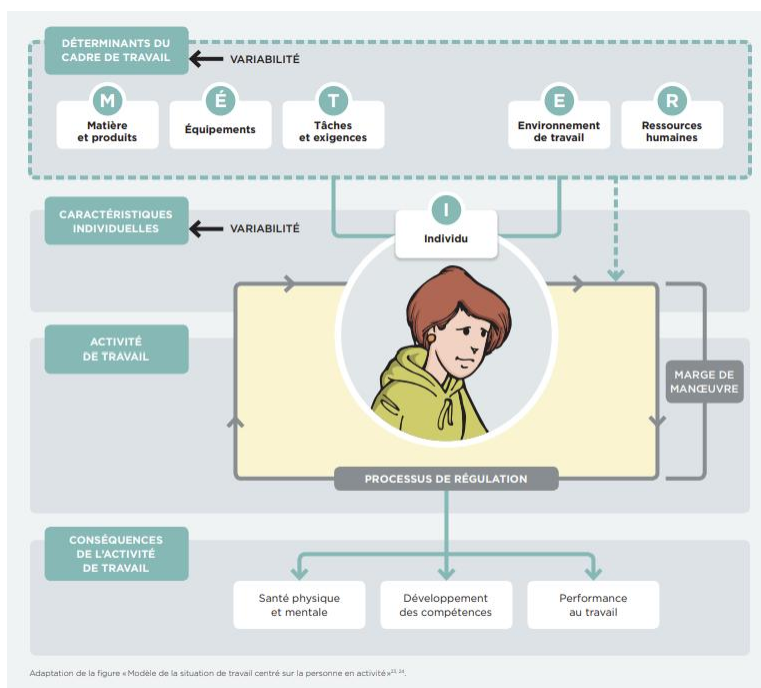 DÉTERMINANTS DU
CADRE DE TRAVAIL
VARIABILITÉ
M
Matière
et produits
É
Équipements
T
Tâches
et exigences
E
Environnement
de travail
R
Ressources
humaines
CARACTÉRISTIQUES
INDIVIDUELLES
VARIABILITÉ
I
Individu
ACTIVITÉ
DE TRAVAIL
MARGE DE
MANŒUVRE
PROCESSUS DE RÉGULATION
CONSÉQUENCES
DE L'ACTIVITÉ
DE TRAVAIL
Santé physique
et mentale
Développement
des compétences
Performance
au travail
Adaptation de la figure «Modèle de la situation de travail centré sur la personne en activité»23, 24.